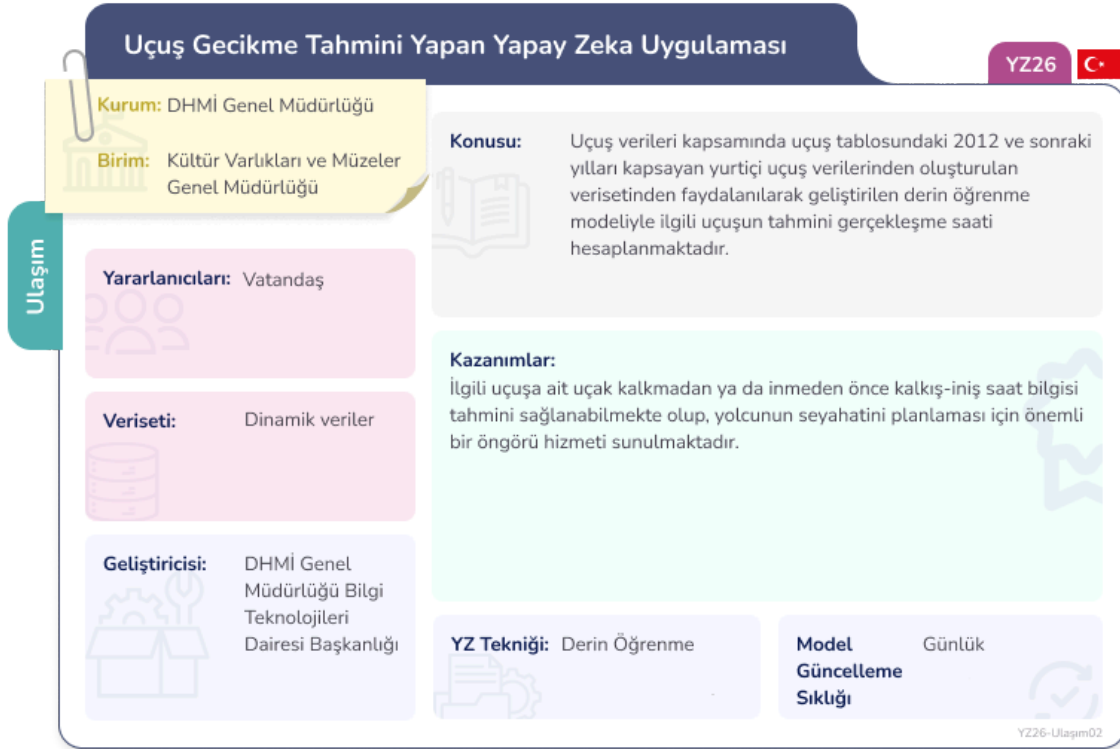 Uçuş Gecikme Tahmini Yapan Yapay Zeka Uygulaması
YZ26
Kurum: DHMİ Genel Müdürlüğü
Birim: Kültür Varlıkları ve Müzeler
Genel Müdürlüğü
Ulaşım
Konusu: Uçuş verileri kapsamında uçuş tablosundaki 2012 ve sonraki
yılları kapsayan yurtiçi uçuş verilerinden oluşturulan
verisetinden faydalanılarak geliştirilen derin öğrenme
modeliyle ilgili uçuşun tahmini gerçekleşme saati
hesaplanmaktadır.
Yararlanıcıları: Vatandaş
Veriseti: Dinamik veriler
Geliştiricisi: DHMİ Genel
Müdürlüğü Bilgi
Teknolojileri
Dairesi Başkanlığı
Kazanımlar:
İlgili uçuşa ait uçak kalkmadan ya da inmeden önce kalkış-iniş saat bilgisi
tahmini sağlanabilmekte olup, yolcunun seyahatini planlaması için önemli
bir öngörü hizmeti sunulmaktadır.
YZ Tekniği: Derin Öğrenme
Model Günlük
Güncelleme
Sıklığı
YZ26-Ulaşım02